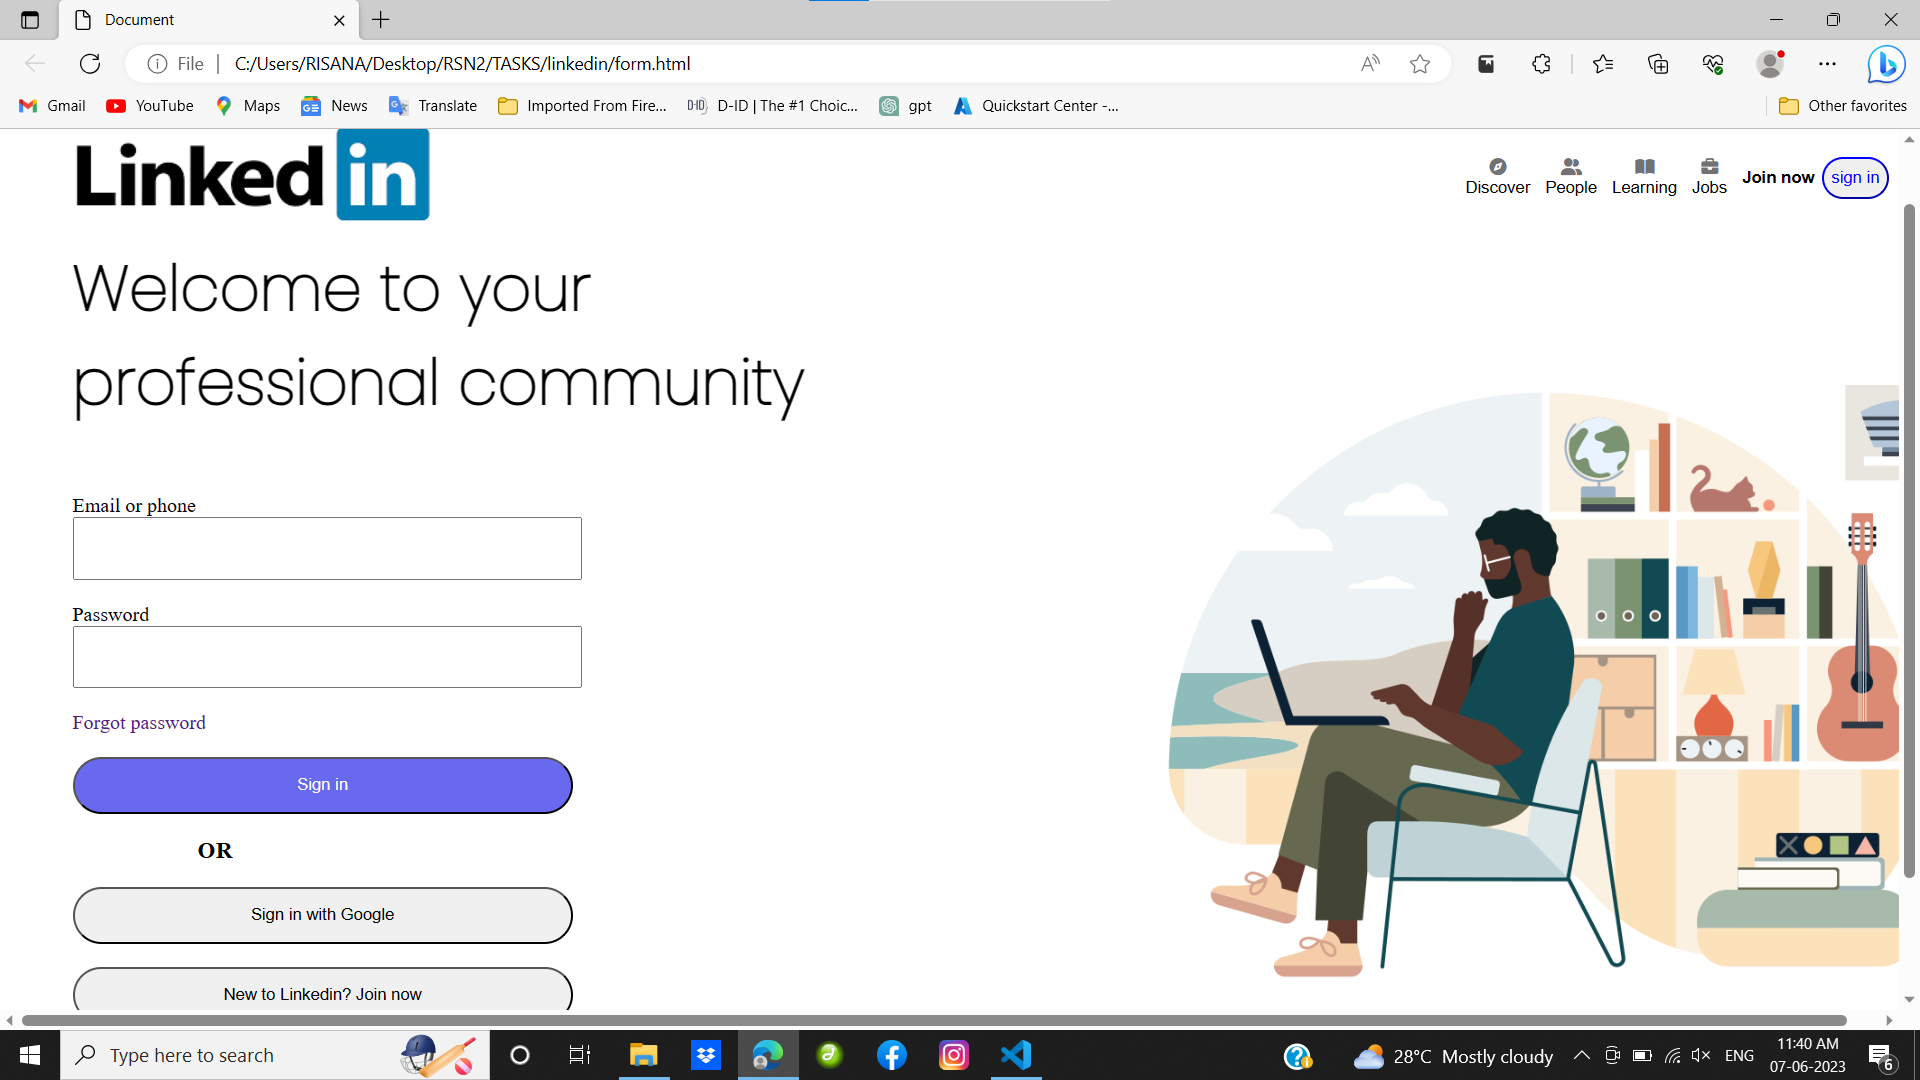 Document
File
C:/Users/RISANA/Desktop/RSN2/TASKS/linkedin/form.html
Gmail
YouTube
Maps
News
Translate
Imported From Fire...
D-ID | The #1 Choic...
gpt
Quickstart Center -...
Other favorites
Linked in
Discover
People
Learning
Jobs
Join now
sign in
Welcome to your
professional community
Email or phone
Password
Forgot password
Sign in
OR
Sign in with Google
New to Linkedin? Join now
Type here to search
28°C Mostly cloudy
ENG
11:40 AM
07-06-2023
6